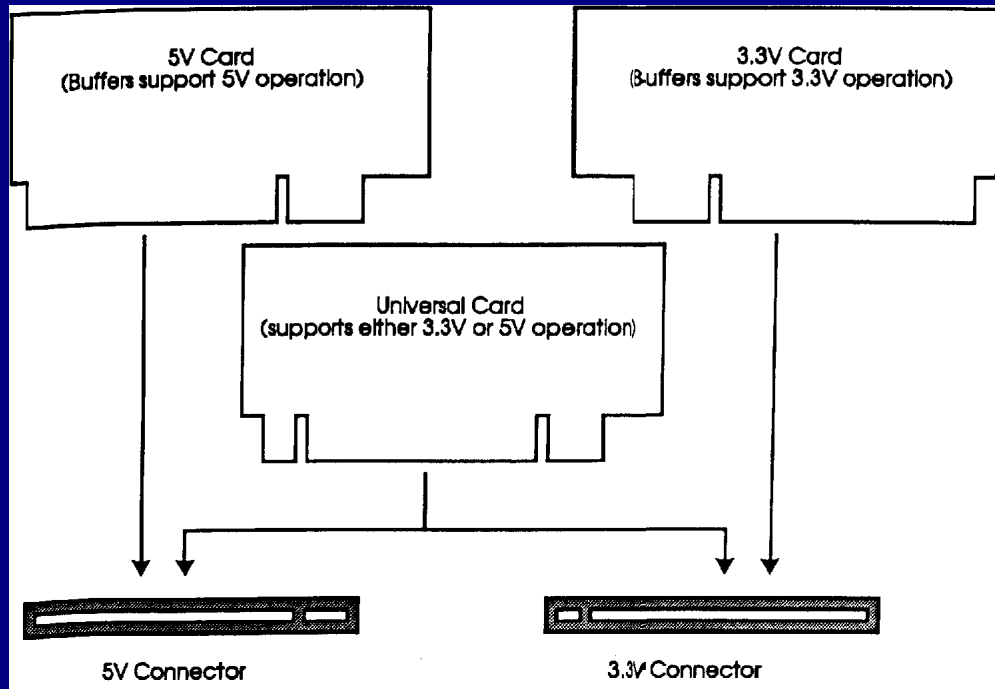 5V Card
(Buffers support 5V operation)
3.3V Card
(Buffers support 3.3V operation)
Universal Card
(supports either 3.3V or 5V operation)
5V Connector
3.3V Connector